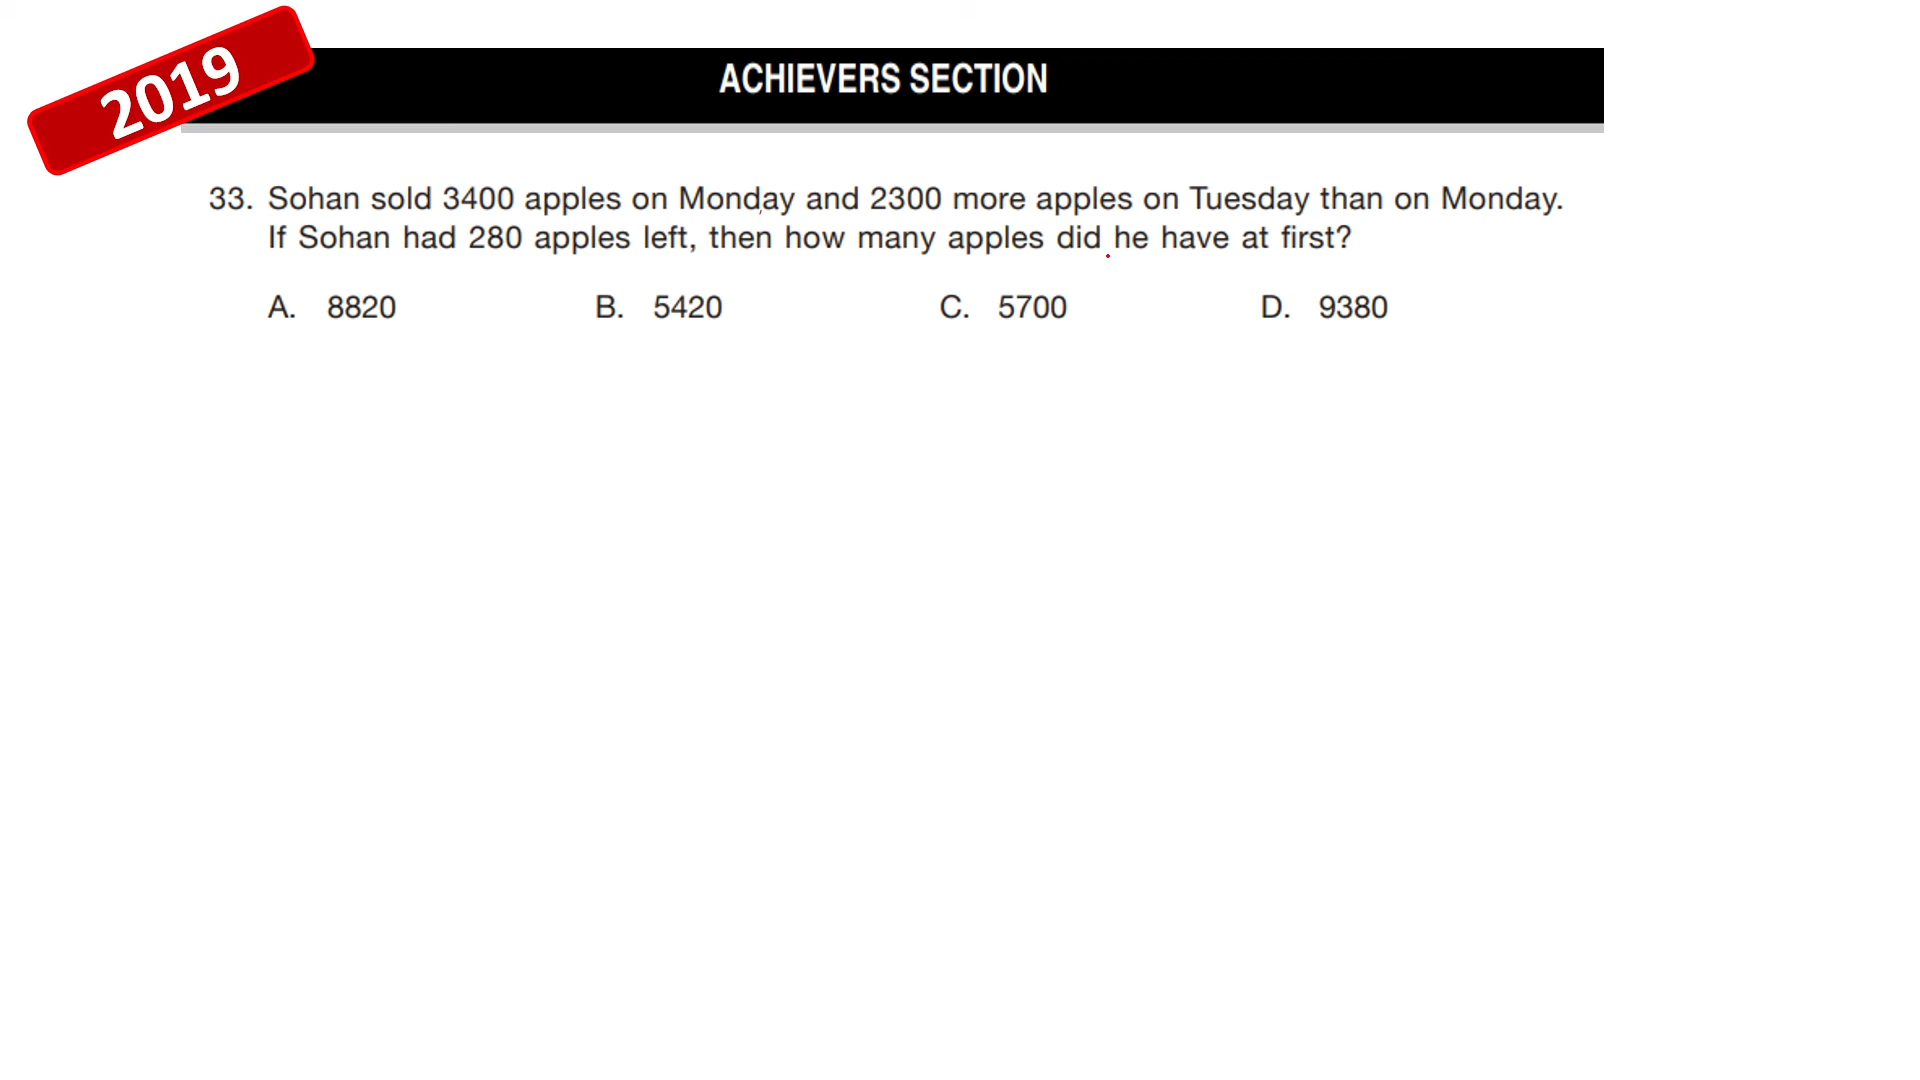 2019
ACHIEVERS SECTION
33. Sohan sold 3400 apples on Monday and 2300 more apples on Tuesday than on Monday.
If Sohan had 280 apples left, then how many apples did he have at first?
A. 8820 B. 5420 C. 5700 D. 9380